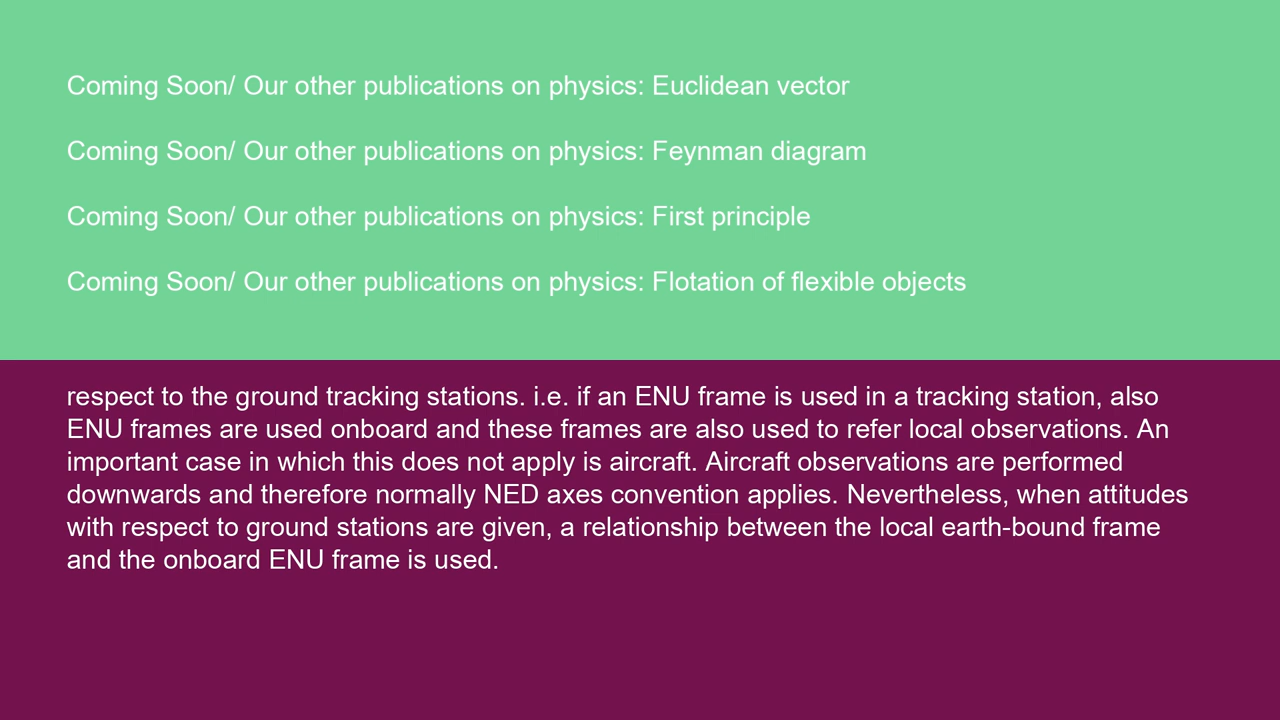 Coming Soon/ Our other publications on physics: Euclidean vector
Coming Soon/ Our other publications on physics: Feynman diagram
Coming Soon/ Our other publications on physics: First principle
Coming Soon/ Our other publications on physics: Flotation of flexible objects
respect to the ground tracking stations. i.e. if an ENU frame is used in a tracking station, also
ENU frames are used onboard and these frames are also used to refer local observations. An
important case in which this does not apply is aircraft. Aircraft observations are performed
downwards and therefore normally NED axes convention applies. Nevertheless, when attitudes
with respect to ground stations are given, a relationship between the local earth-bound frame
and the onboard ENU frame is used.